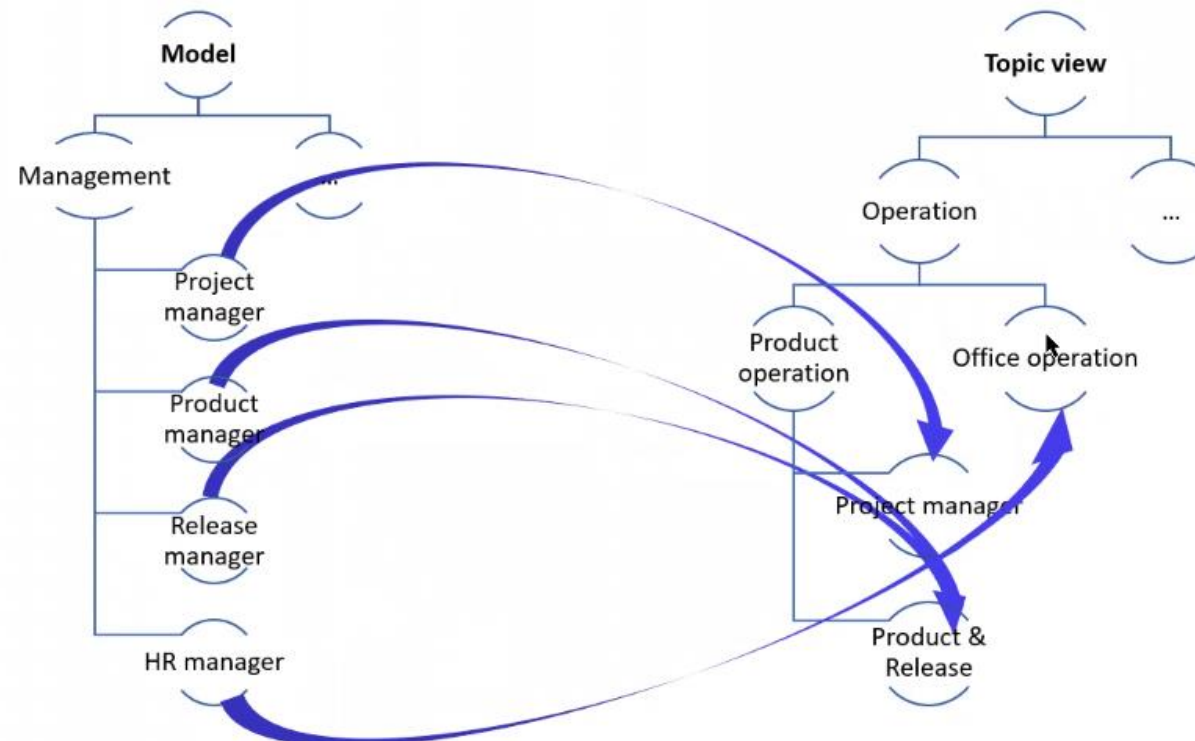 Model
Management
...
Project
manager
Product
manager
Release
manager
HR manager
Topic view
Operation
...
Product
operation
Office operation
Project manager
Product &
Release